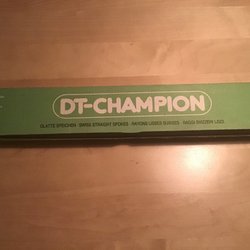 DT-CHAMPION
GLATTE SPEICHEN · SWISS STRAIGHT SPOKES · RAYONS LISSES SUISSES · RAGGI SVIZZERI LISCI